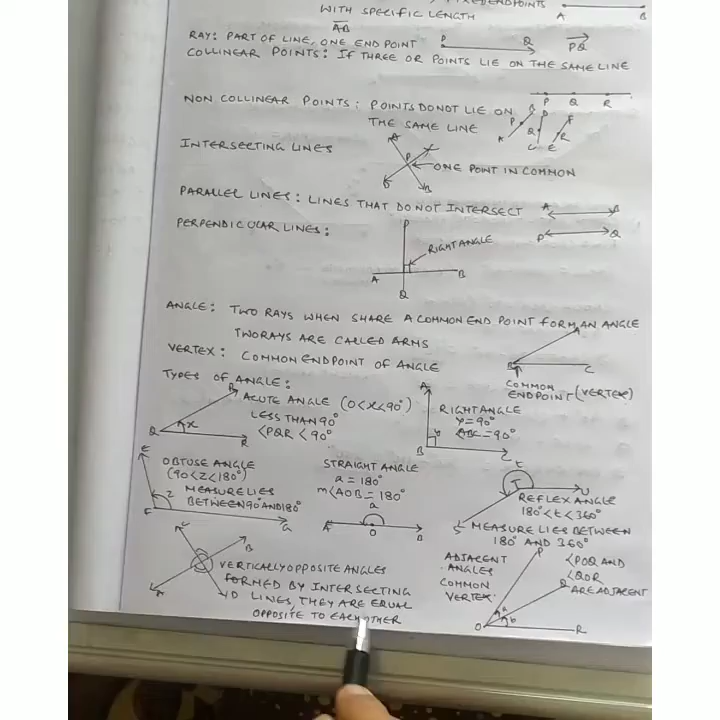 FIXED ENDPOINTS
WITH SPECIFIC LENGTH
A B
AB
RAY: PART OF LINE, ONE END POINT P Q PQ
COLLINEAR POINTS: IF THREE OR POINTS LIE ON THE SAME LINE
P Q R
NON COLLINEAR POINTS: POINTS DO NOT LIE ON
THE SAME LINE
INTERSECTING LINES
P ONE POINT IN COMMON
PARALLEL LINES: LINES THAT DO NOT INTERSECT A B
P Q
PERPENDICULAR LINES:
P
RIGHT ANGLE
A B
Q
ANGLE: TWO RAYS WHEN SHARE A COMMON END POINT FORM AN ANGLE
TWO RAYS ARE CALLED ARMS
A
VERTEX: COMMON ENDPOINT OF ANGLE
B C
COMMON
ENDPOINT (VERTEX)
TYPES OF ANGLE:
ACUTE ANGLE (0<x<90°)
LESS THAN 90°
<PQR < 90°
P x Q R
A
RIGHT ANGLE
y=90°
ABC=90°
B y C
OBTOSE ANGLE
(90<Z<180°)
MEASURE LIES
BETWEEN 90° AND 180°
E Z F G
STRAIGHT ANGLE
a = 180°
m<AOB = 180°
a
A O B
t
T U
REFLEX ANGLE
180°<t<360°
S
MEASURE LIES BETWEEN
180° AND 360°
C B
A D
VERTICALLY OPPOSITE ANGLES
FORMED BY INTERSECTING
LINES, THEY ARE EQUAL
OPPOSITE TO EACH OTHER
ADJACENT
ANGLES
COMMON
VERTEX
P
<POQ AND
<QOR
ARE ADJACENT
Q
a b
O R